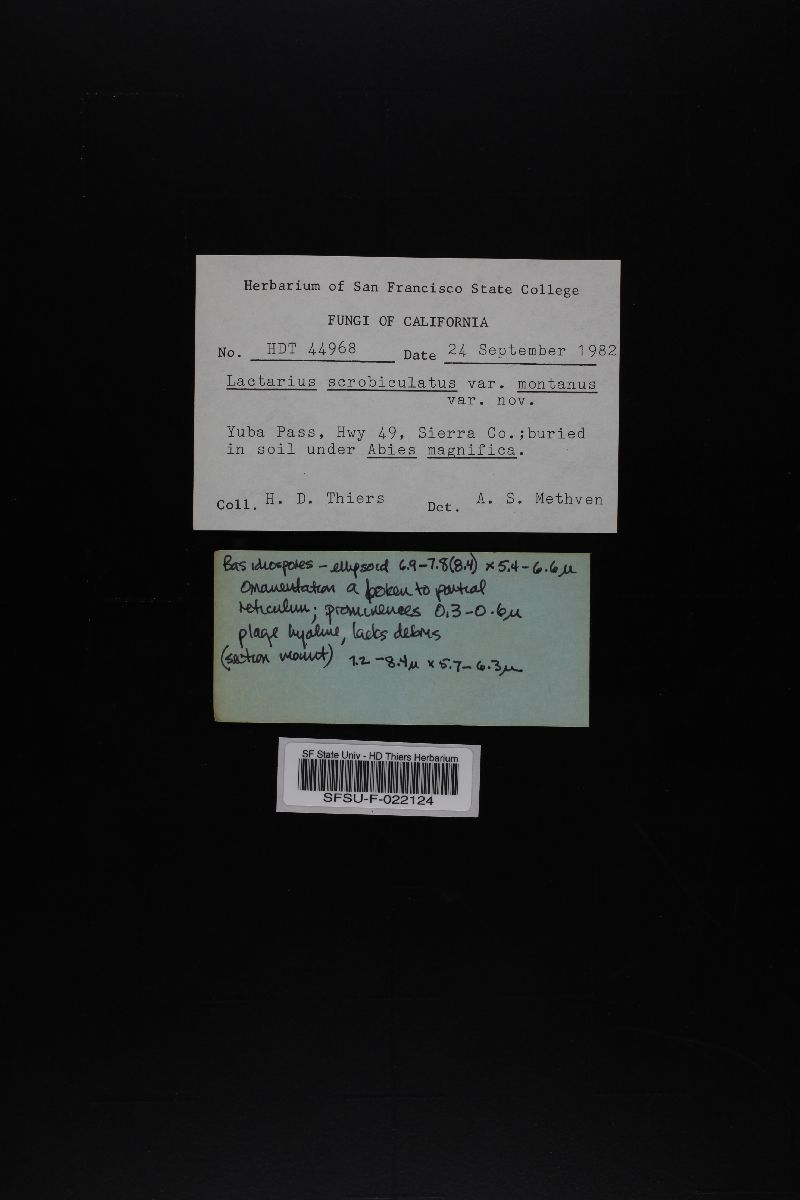 Herbarium of San Francisco State College
FUNGI OF CALIFORNIA
No. HDT 44968 Date 24 September 1982
Lactarius scrobiculatus var. montanus
var. nov.
Yuba Pass, Hwy 49, Sierra Co.;buried
in soil under Abies magnifica.
Coll. H. D. Thiers Det. A. S. Methven
Basidiospores - ellipsoid 6.9-7.8(8.4) x 5.4-6.6 µ
Ornamentation a broken to partial
reticulum; prominences 0.3-0.6µ
plage hyaline, lacks debris
(section mount) 7.2-8.4µ x 5.7-6.3µ
SF State Univ - HD Thiers Herbarium
SFSU-F-022124